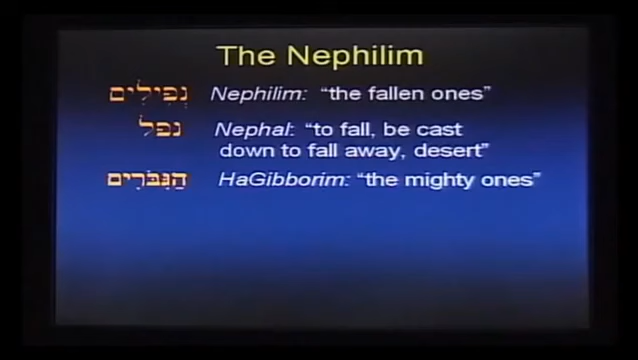 The Nephilim
נְפִילִים Nephilim: “the fallen ones”
נפל Nephal: “to fall, be cast
down to fall away, desert”
הַגִּבֹּרִים HaGibborim: “the mighty ones”